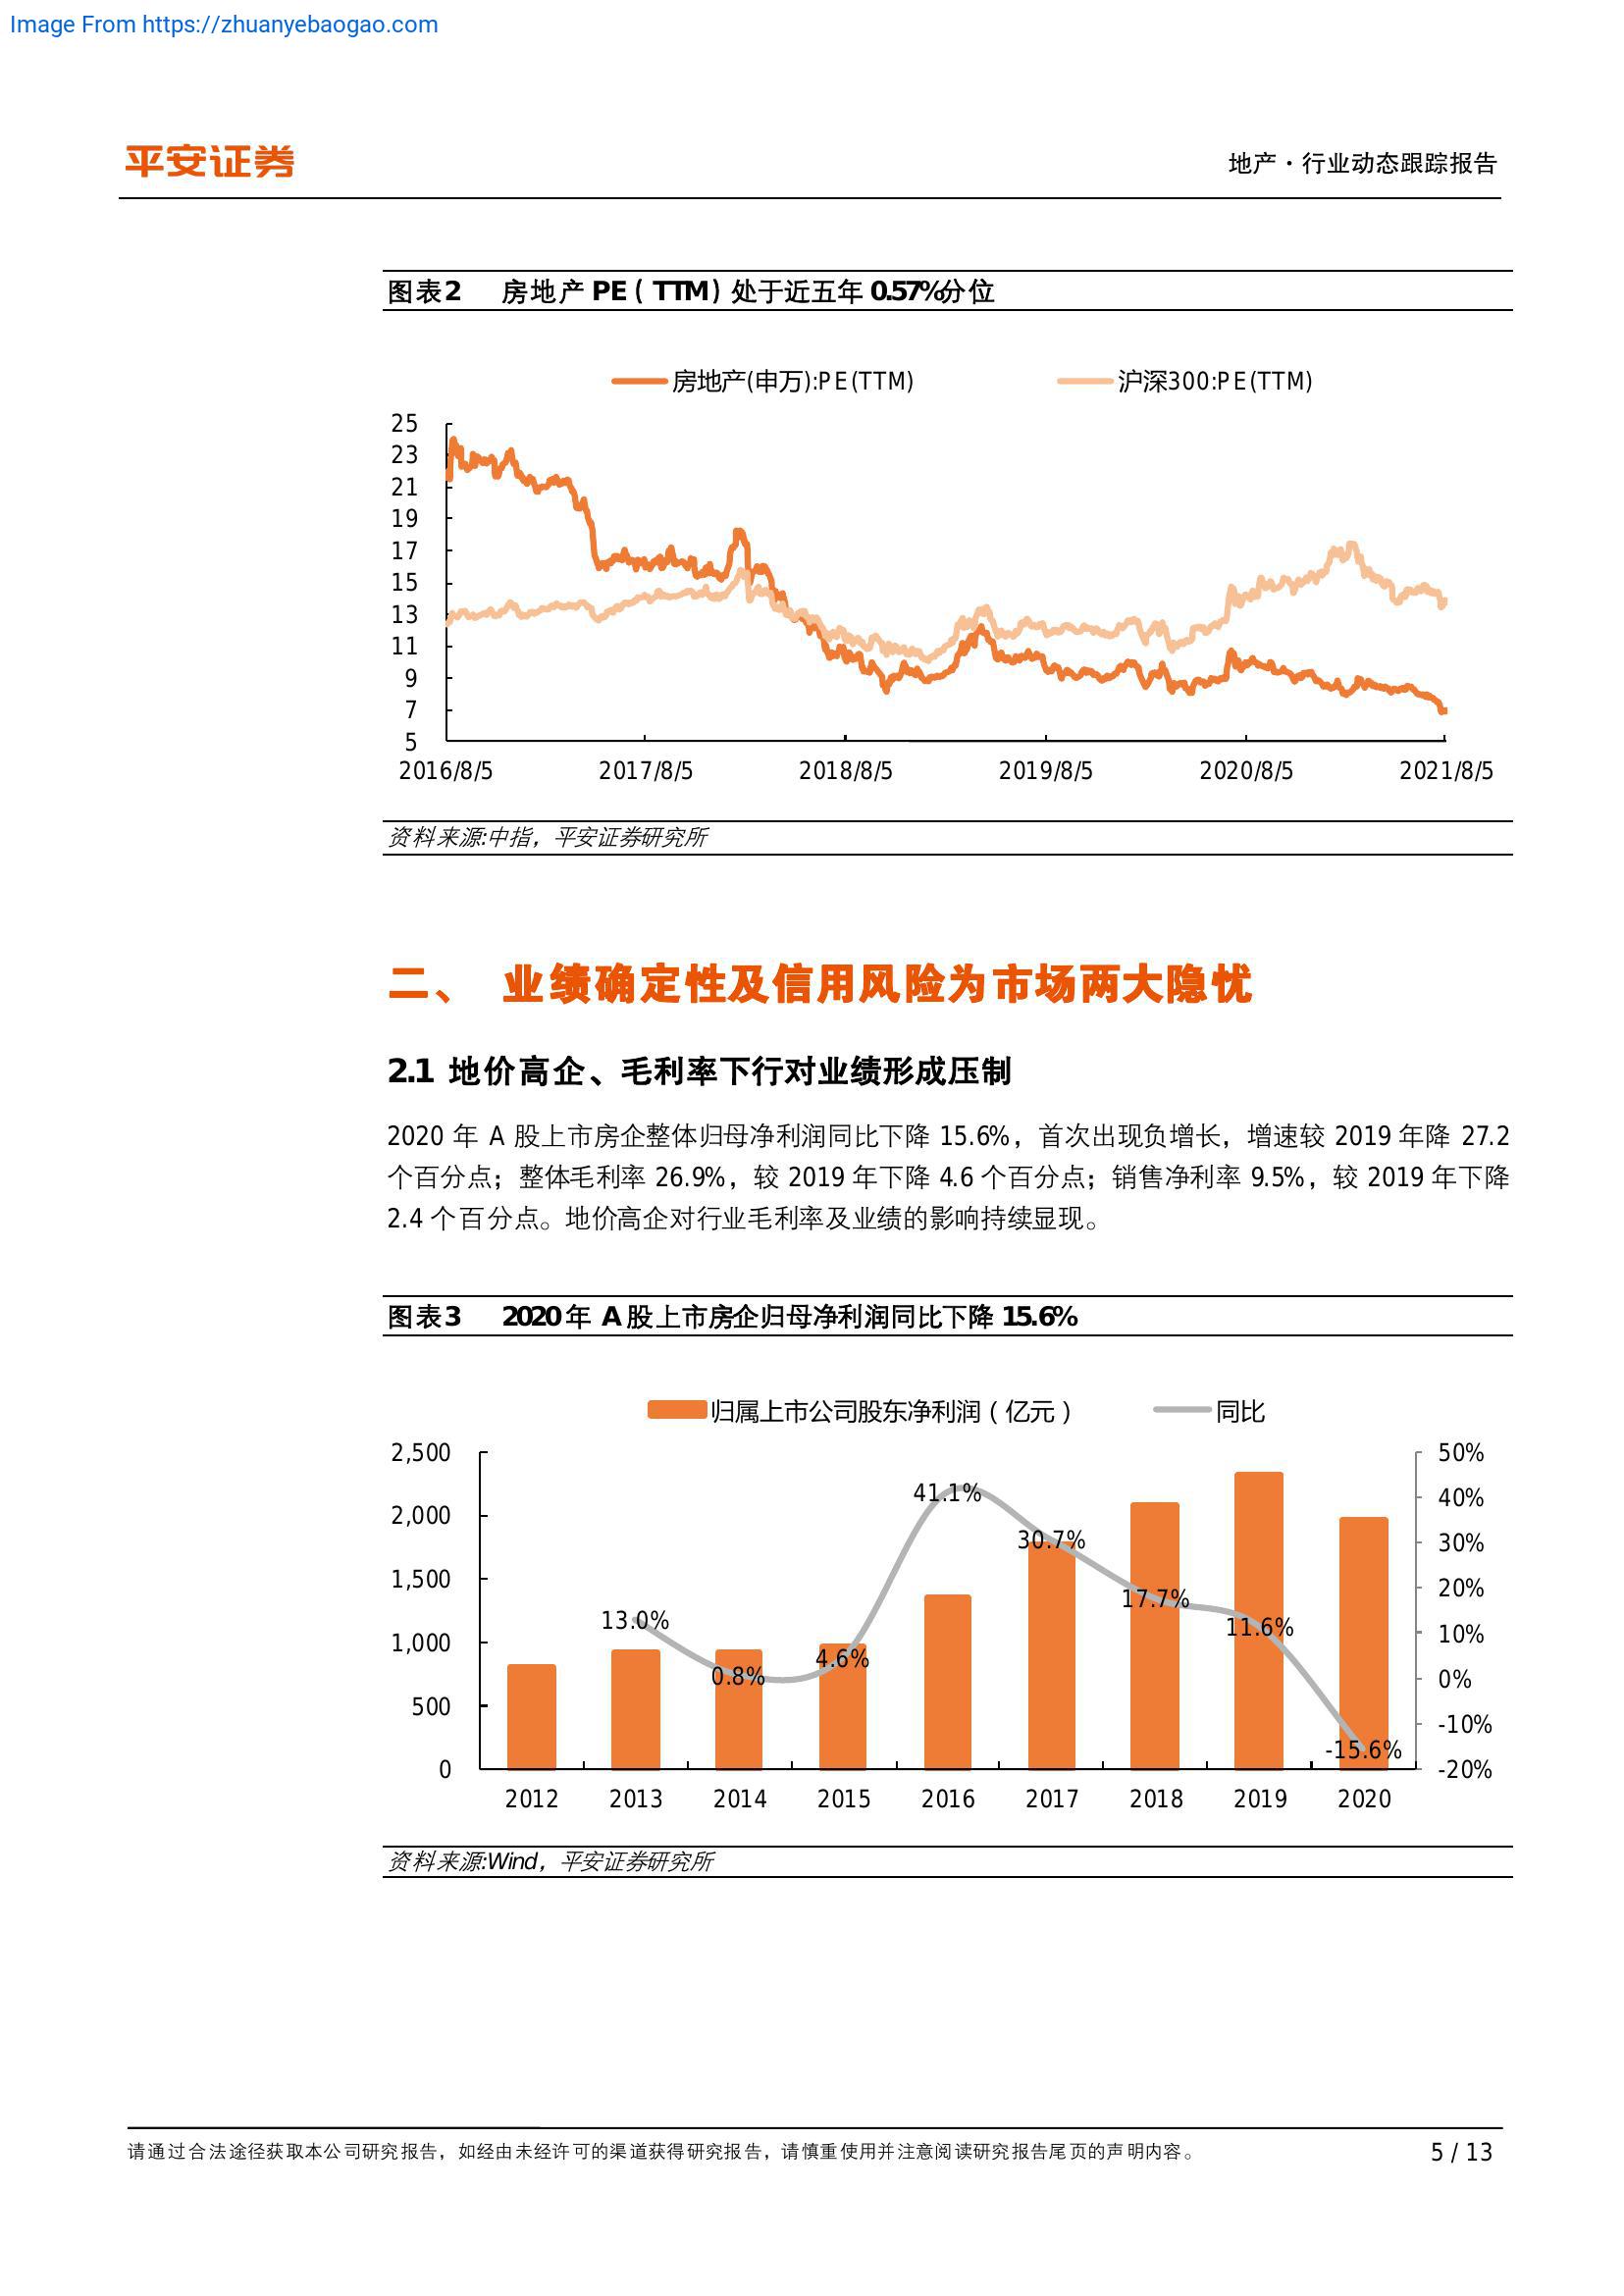 Image From https://zhuanyebaogao.com
平安证券
地产·行业动态跟踪报告
图表2 房地产 PE（TTM）处于近五年 0.57%分位
房地产(申万):PE(TTM) 沪深300:PE(TTM)
25
23
21
19
17
15
13
11
9
7
5
2016/8/5 2017/8/5 2018/8/5 2019/8/5 2020/8/5 2021/8/5
资料来源:中指，平安证券研究所
二、 业绩确定性及信用风险为市场两大隐忧
2.1 地价高企、毛利率下行对业绩形成压制
2020 年 A 股上市房企整体归母净利润同比下降 15.6%，首次出现负增长，增速较 2019 年降 27.2
个百分点；整体毛利率 26.9%，较 2019 年下降 4.6 个百分点；销售净利率 9.5%，较 2019 年下降
2.4 个百分点。地价高企对行业毛利率及业绩的影响持续显现。
图表3 2020 年 A 股上市房企归母净利润同比下降 15.6%
归属上市公司股东净利润（亿元） 同比
2,500 50%
2,000 40%
1,500 30%
1,000 20%
500 10%
0 0%
-10%
-20%
13.0%
0.8%
4.6%
41.1%
30.7%
17.7%
11.6%
-15.6%
2012 2013 2014 2015 2016 2017 2018 2019 2020
资料来源:Wind，平安证券研究所
请通过合法途径获取本公司研究报告，如经由未经许可的渠道获得研究报告，请慎重使用并注意阅读研究报告尾页的声明内容。
5 / 13